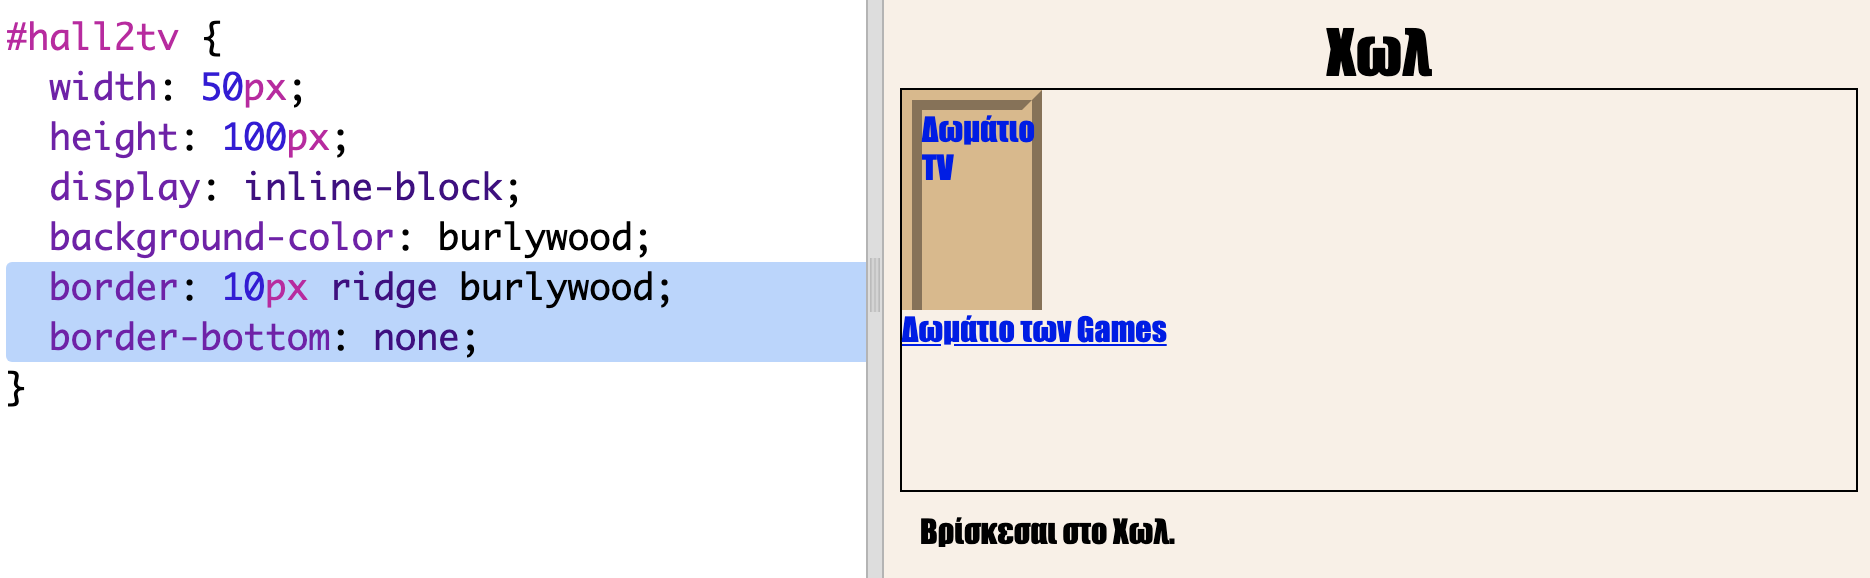 #hall2tv {
width: 50px;
height: 100px;
display: inline-block;
background-color: burlywood;
border: 10px ridge burlywood;
border-bottom: none;
}
Χωλ
Δωμάτιο
TV
Δωμάτιο των Games
Βρίσκεσαι στο Χωλ.